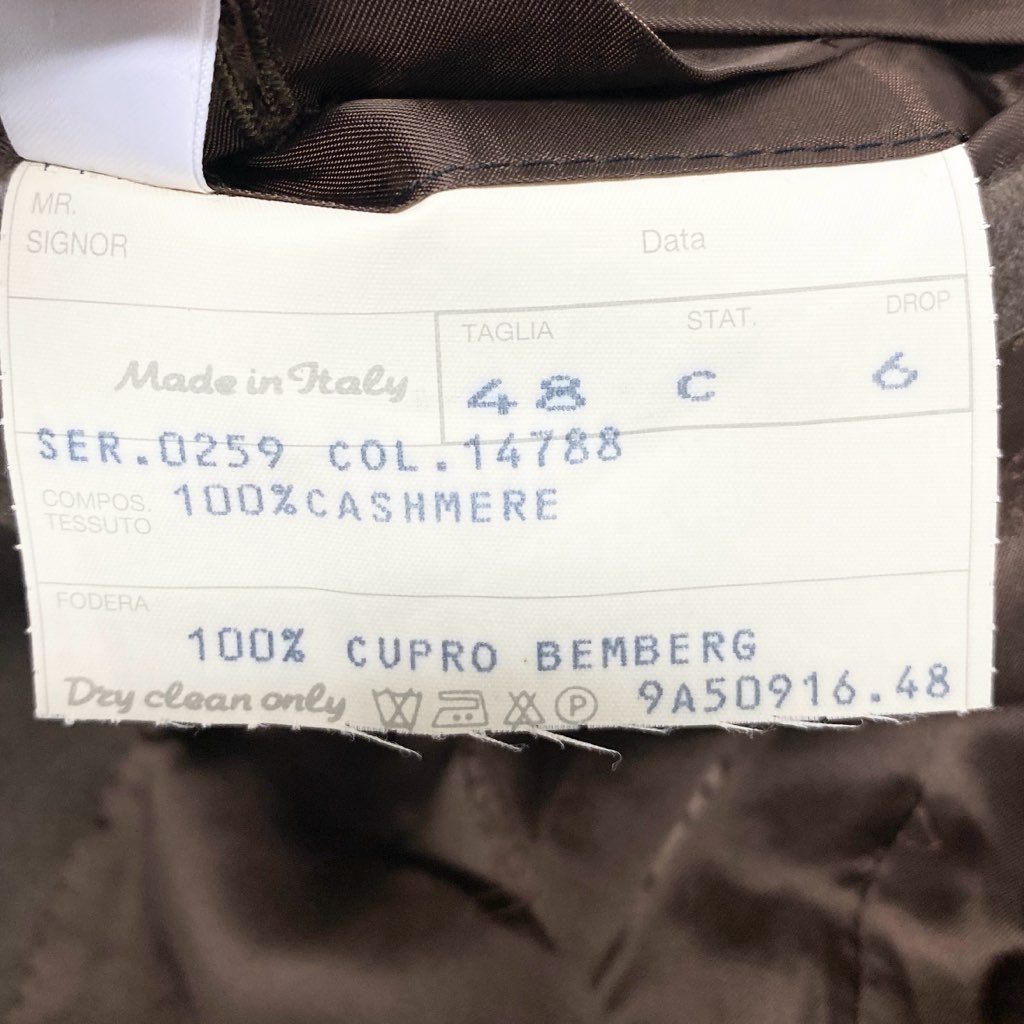 MR.
SIGNOR
Data
TAGLIA STAT. DROP
Made in Italy
48 C 6
SER.0259 COL.14788
COMPOS.
TESSUTO
100%CASHMERE
FODERA
100% CUPRO BEMBERG
Dry clean only P 9A50916.48